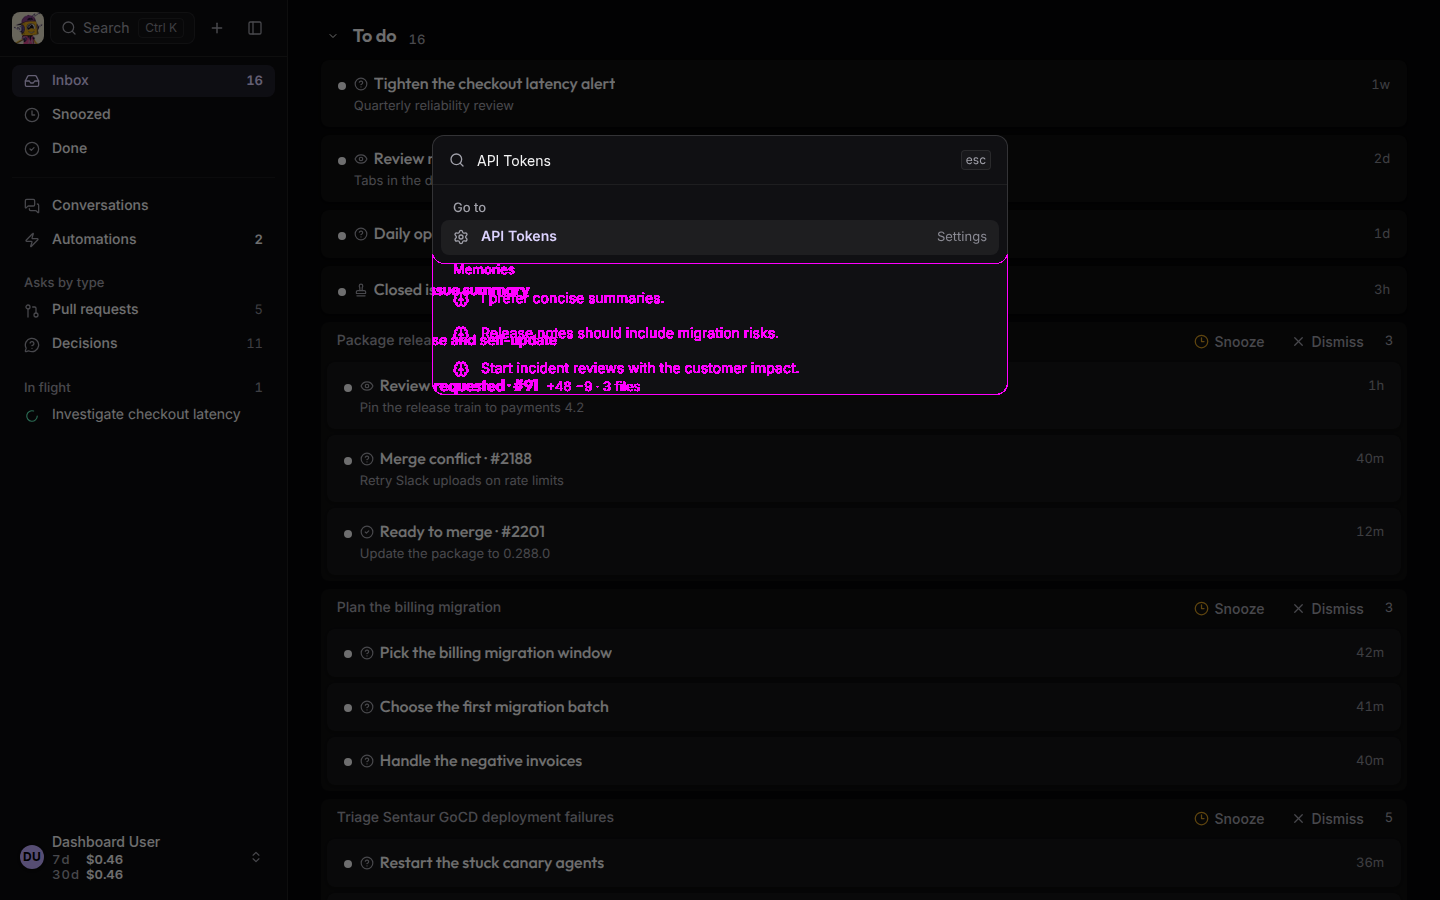 Search Ctrl K
Inbox 16
Snoozed
Done
Conversations
Automations 2
Asks by type
Pull requests 5
Decisions 11
In flight 1
Investigate checkout latency
DU Dashboard User
7d $0.46
30d $0.46
To do 16
Tighten the checkout latency alert 1w
Quarterly reliability review
Review 2d
Tabs in the d
Daily op 1d
Closed issue summary 3h
API Tokens esc
Go to
API Tokens Settings
Memories
I prefer concise summaries.
Release notes should include migration risks.
Start incident reviews with the customer impact.
Package release and self-update Snooze Dismiss 3
Review requested · #91 +48 −9 · 3 files 1h
Pin the release train to payments 4.2
Merge conflict · #2188 40m
Retry Slack uploads on rate limits
Ready to merge · #2201 12m
Update the package to 0.288.0
Plan the billing migration Snooze Dismiss 3
Pick the billing migration window 42m
Choose the first migration batch 41m
Handle the negative invoices 40m
Triage Sentaur GoCD deployment failures Snooze Dismiss 5
Restart the stuck canary agents 36m